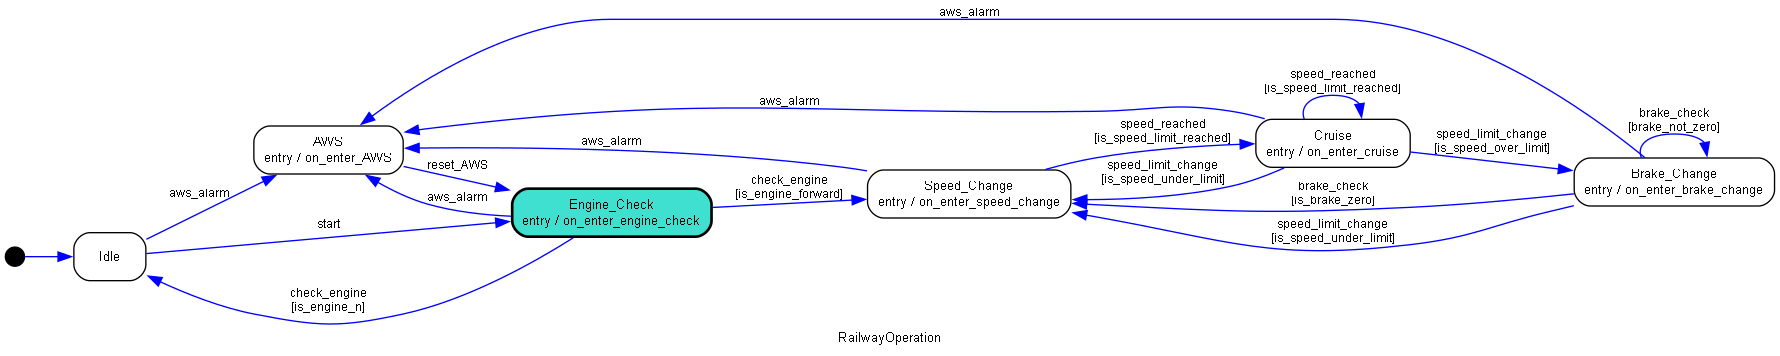 aws_alarm
speed_reached
[is_speed_limit_reached]
aws_alarm
brake_check
[brake_not_zero]
AWS
entry / on_enter_AWS
aws_alarm
speed_reached
[is_speed_limit_reached]
Cruise
entry / on_enter_cruise
speed_limit_change
[is_speed_over_limit]
reset_AWS
speed_limit_change
[is_speed_under_limit]
aws_alarm
aws_alarm
check_engine
[is_engine_forward]
Speed_Change
entry / on_enter_speed_change
brake_check
[is_brake_zero]
Brake_Change
entry / on_enter_brake_change
Engine_Check
entry / on_enter_engine_check
start
speed_limit_change
[is_speed_under_limit]
Idle
check_engine
[is_engine_n]
RailwayOperation